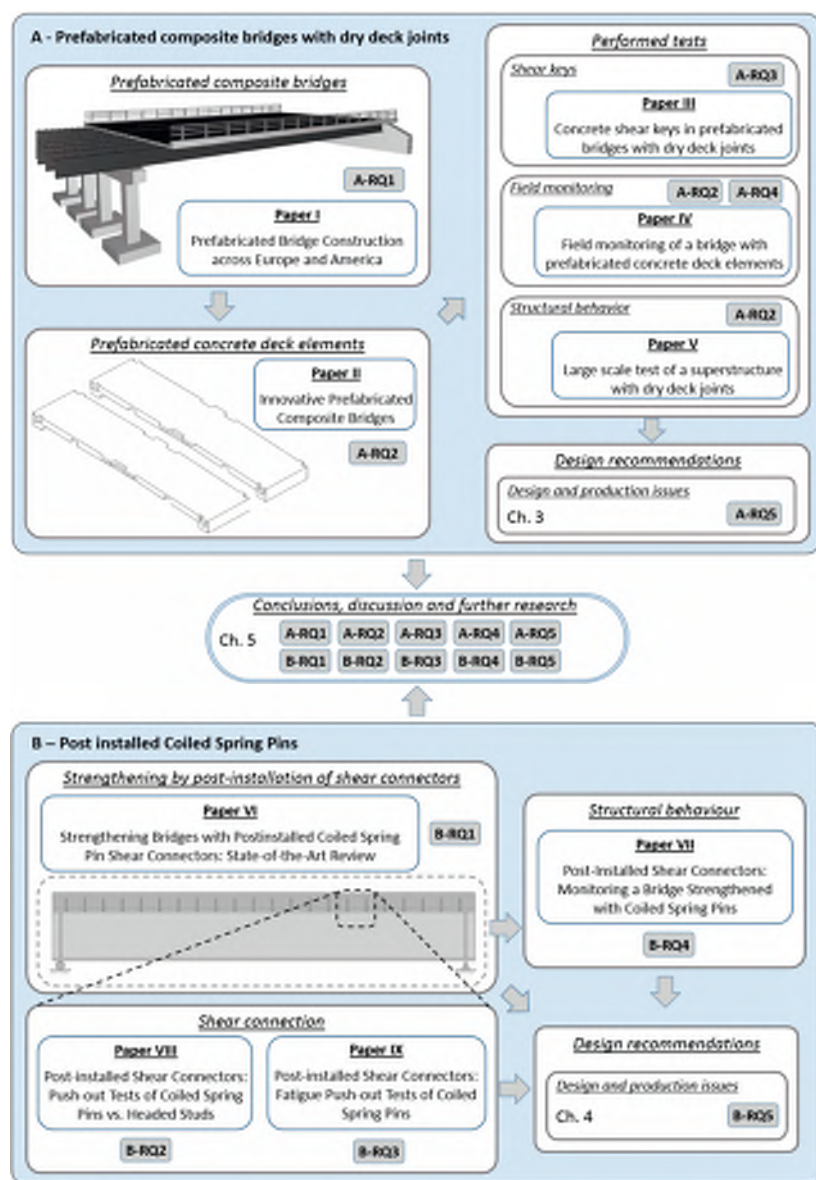 A - Prefabricated composite bridges with dry deck joints
Prefabricated composite bridges
A-RQ1
Paper I
Prefabricated Bridge Construction
across Europe and America
Prefabricated concrete deck elements
Paper II
Innovative Prefabricated
Composite Bridges
A-RQ2
Performed tests
Shear keys
A-RQ3
Paper III
Concrete shear keys in prefabricated
bridges with dry deck joints
Field monitoring
A-RQ2 A-RQ4
Paper IV
Field monitoring of a bridge with
prefabricated concrete deck elements
Structural behavior
A-RQ2
Paper V
Large scale test of a superstructure
with dry deck joints
Design recommendations
Design and production issues
Ch. 3
A-RQ5
Conclusions, discussion and further research
Ch. 5
A-RQ1 A-RQ2 A-RQ3 A-RQ4 A-RQ5
B-RQ1 B-RQ2 B-RQ3 B-RQ4 B-RQ5
B – Post installed Coiled Spring Pins
Strengthening by post-installation of shear connectors
Paper VI
Strengthening Bridges with Postinstalled Coiled Spring
Pin Shear Connectors: State-of-the-Art Review
B-RQ1
Structural behaviour
Paper VII
Post-Installed Shear Connectors:
Monitoring a Bridge Strengthened
with Coiled Spring Pins
B-RQ4
Shear connection
Paper VIII
Post-installed Shear Connectors:
Push-out Tests of Coiled Spring
Pins vs. Headed Studs
B-RQ2
Paper IX
Post-installed Shear Connectors:
Fatigue Push-out Tests of Coiled
Spring Pins
B-RQ3
Design recommendations
Design and production issues
Ch. 4
B-RQ5